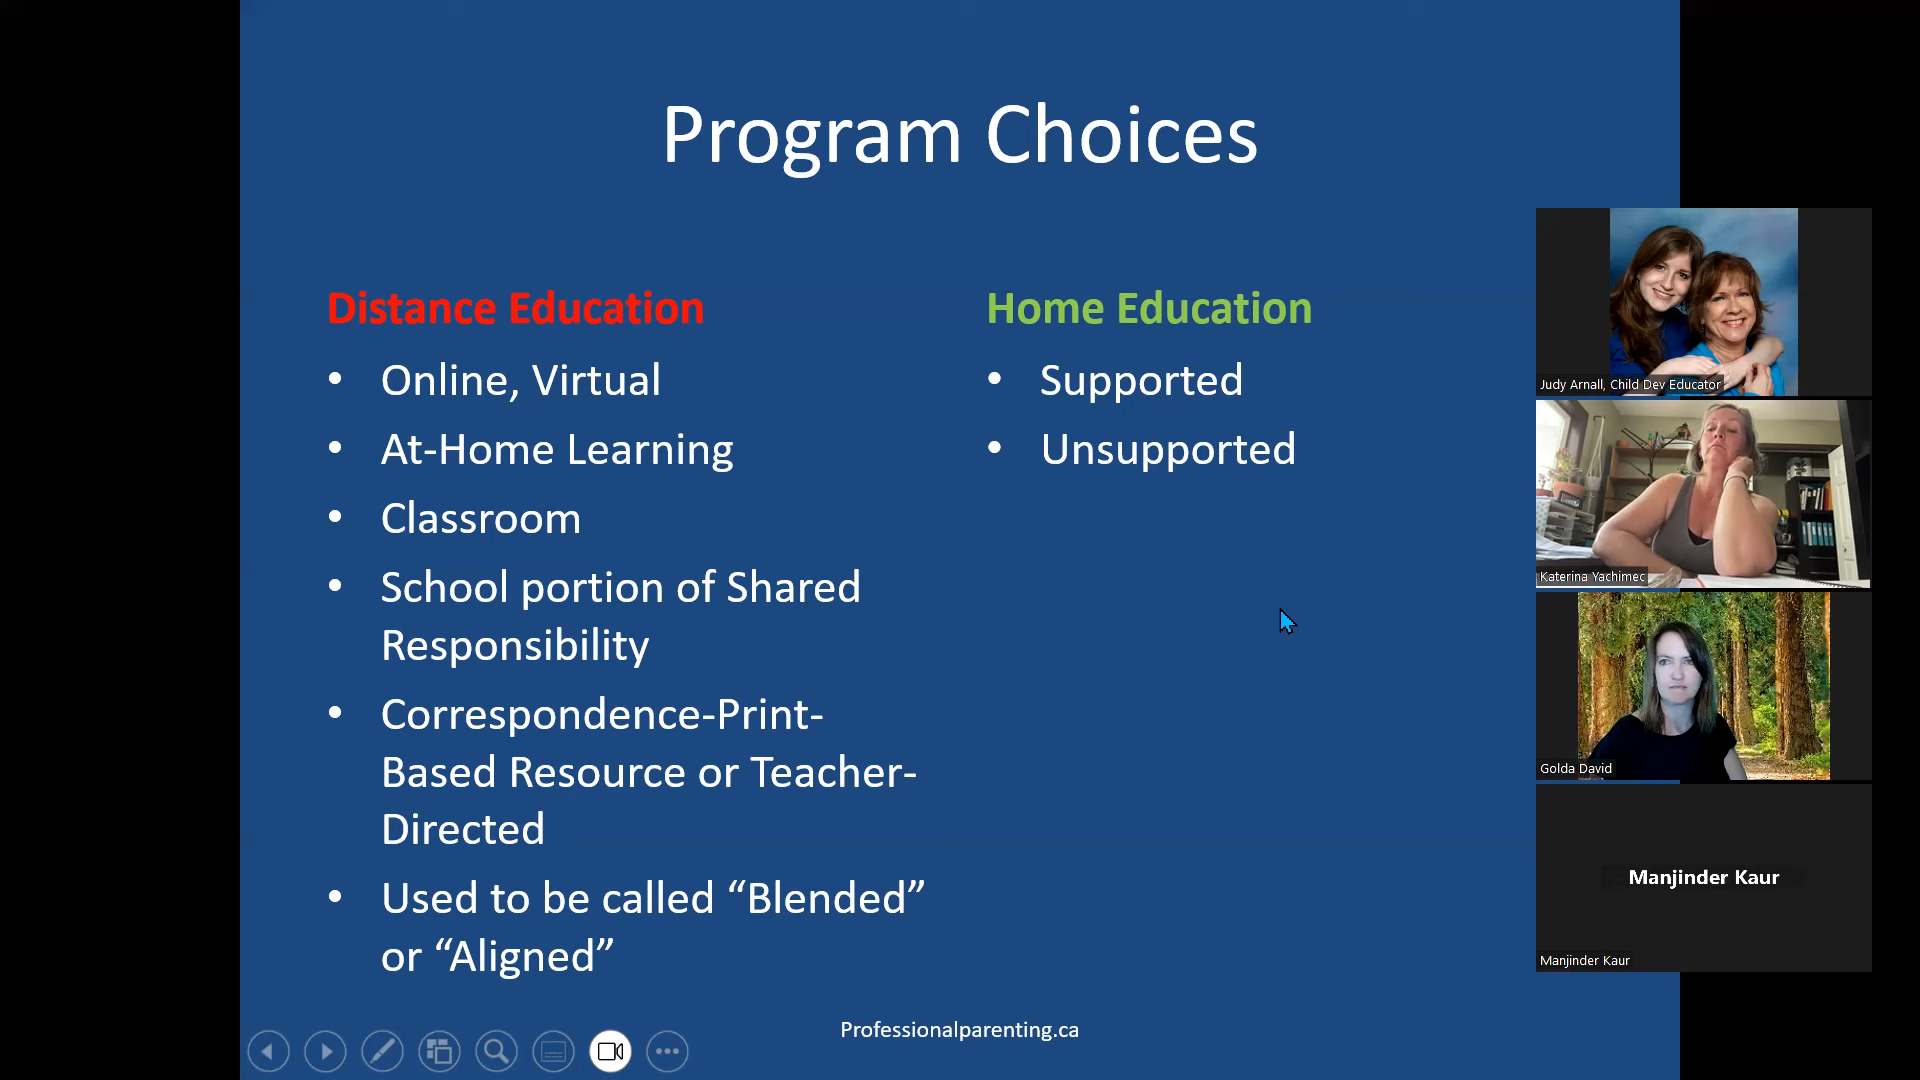 Program Choices
Distance Education
• Online, Virtual
• At-Home Learning
• Classroom
• School portion of Shared
Responsibility
• Correspondence-Print-
Based Resource or Teacher-
Directed
• Used to be called “Blended”
or “Aligned”
Home Education
• Supported
• Unsupported
Professionalparenting.ca
Judy Arnall, Child Dev Educator
Katerina Yachimec
Golda David
Manjinder Kaur
Manjinder Kaur